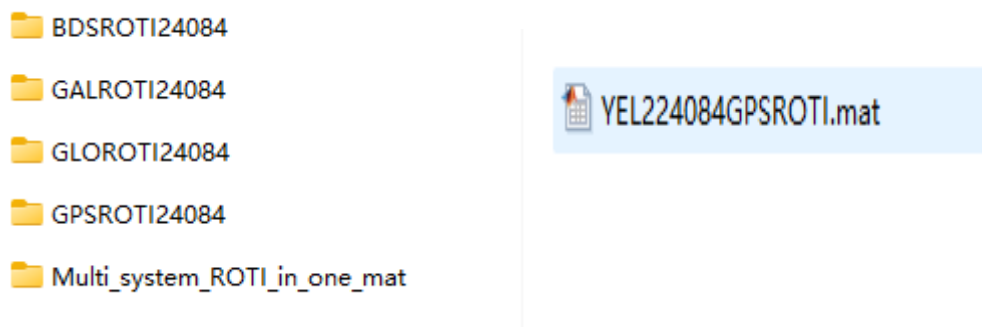 BDSROTI24084
GALROTI24084
GLOROTI24084
GPSROTI24084
Multi_system_ROTI_in_one_mat
YEL224084GPSROTI.mat